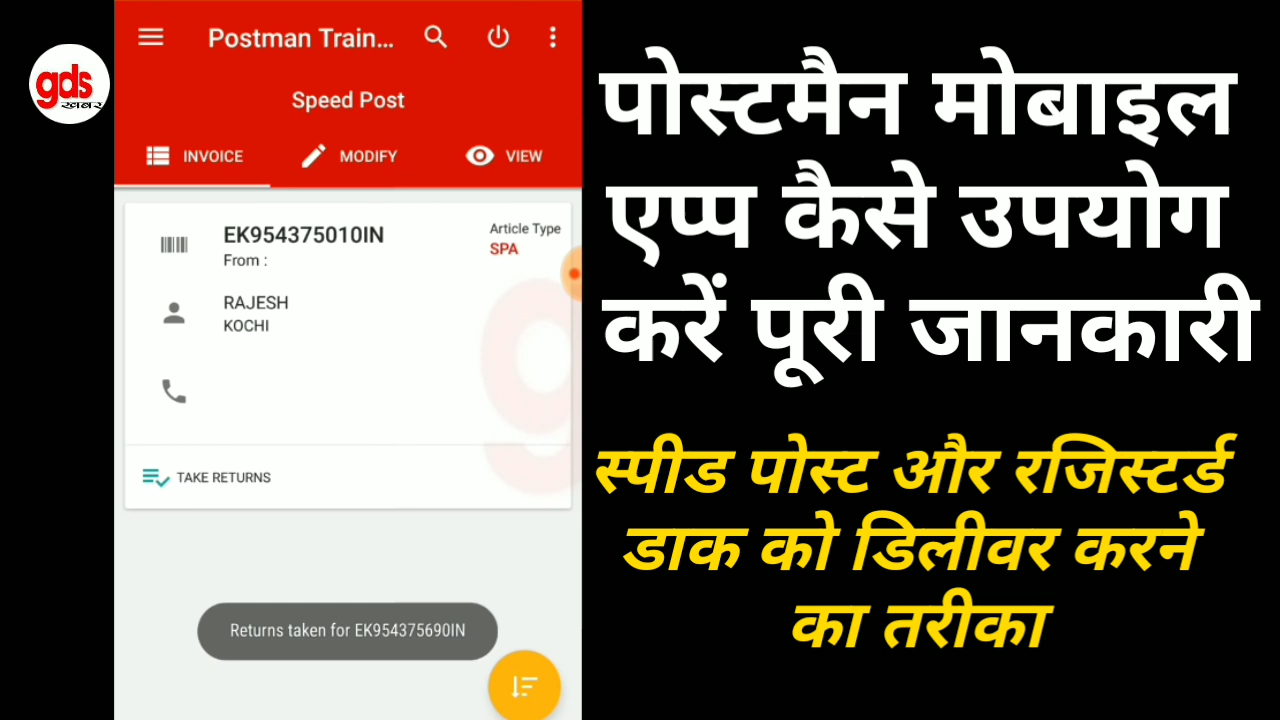 gds
खबर
Postman Train...
Speed Post
INVOICE
MODIFY
VIEW
EK954375010IN
From :
Article Type
SPA
RAJESH
KOCHI
TAKE RETURNS
Returns taken for EK954375690IN
पोस्टमैन मोबाइल
एप्प कैसे उपयोग
करें पूरी जानकारी
स्पीड पोस्ट और रजिस्टर्ड
डाक को डिलीवर करने
का तरीका